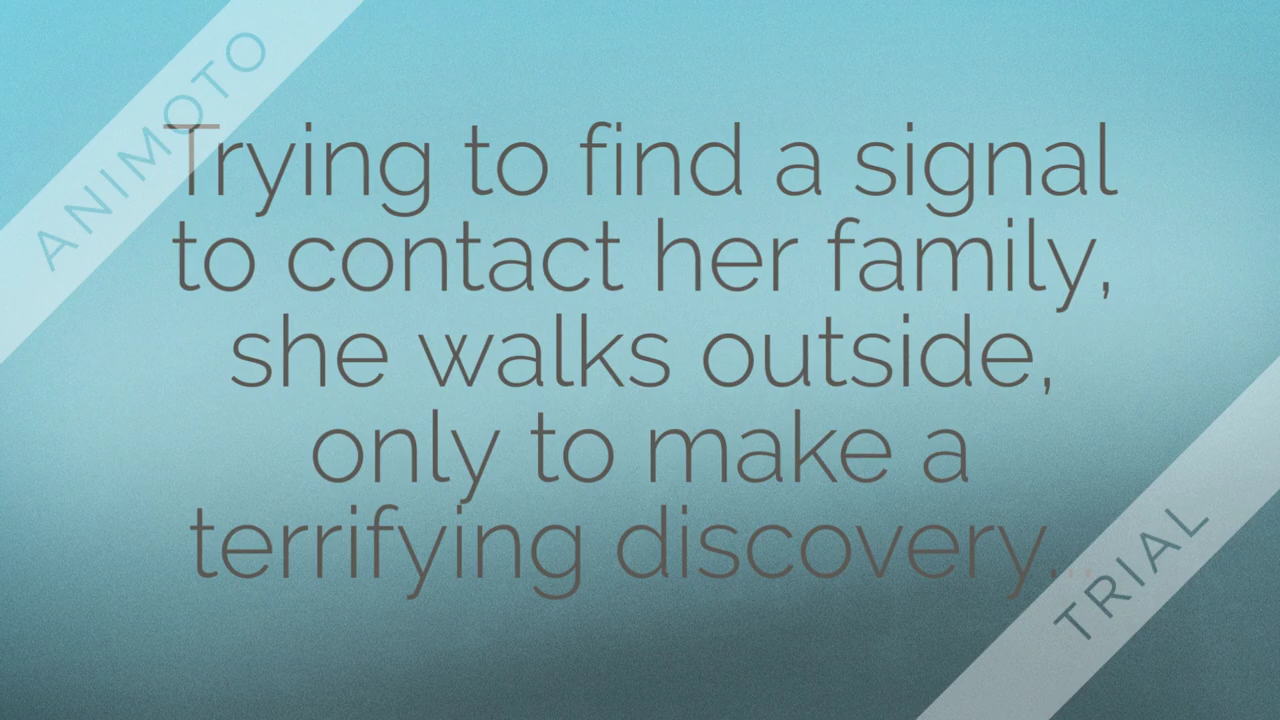 ANIMOTO
Trying to find a signal
to contact her family,
she walks outside,
only to make a
terrifying discovery...
TRIAL